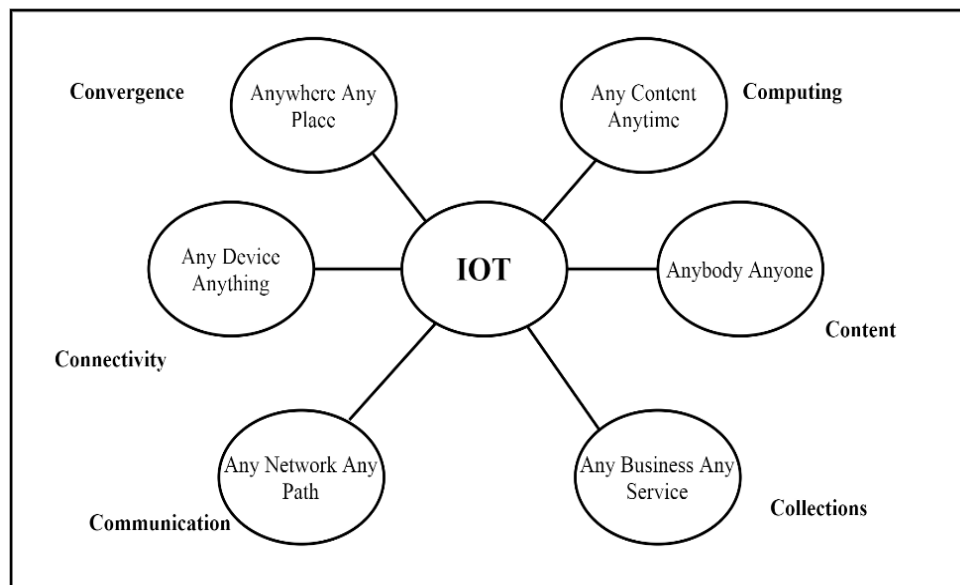 Convergence
Anywhere Any
Place
Any Content
Anytime
Computing
Any Device
Anything
IOT
Anybody Anyone
Content
Connectivity
Any Network Any
Path
Any Business Any
Service
Communication
Collections